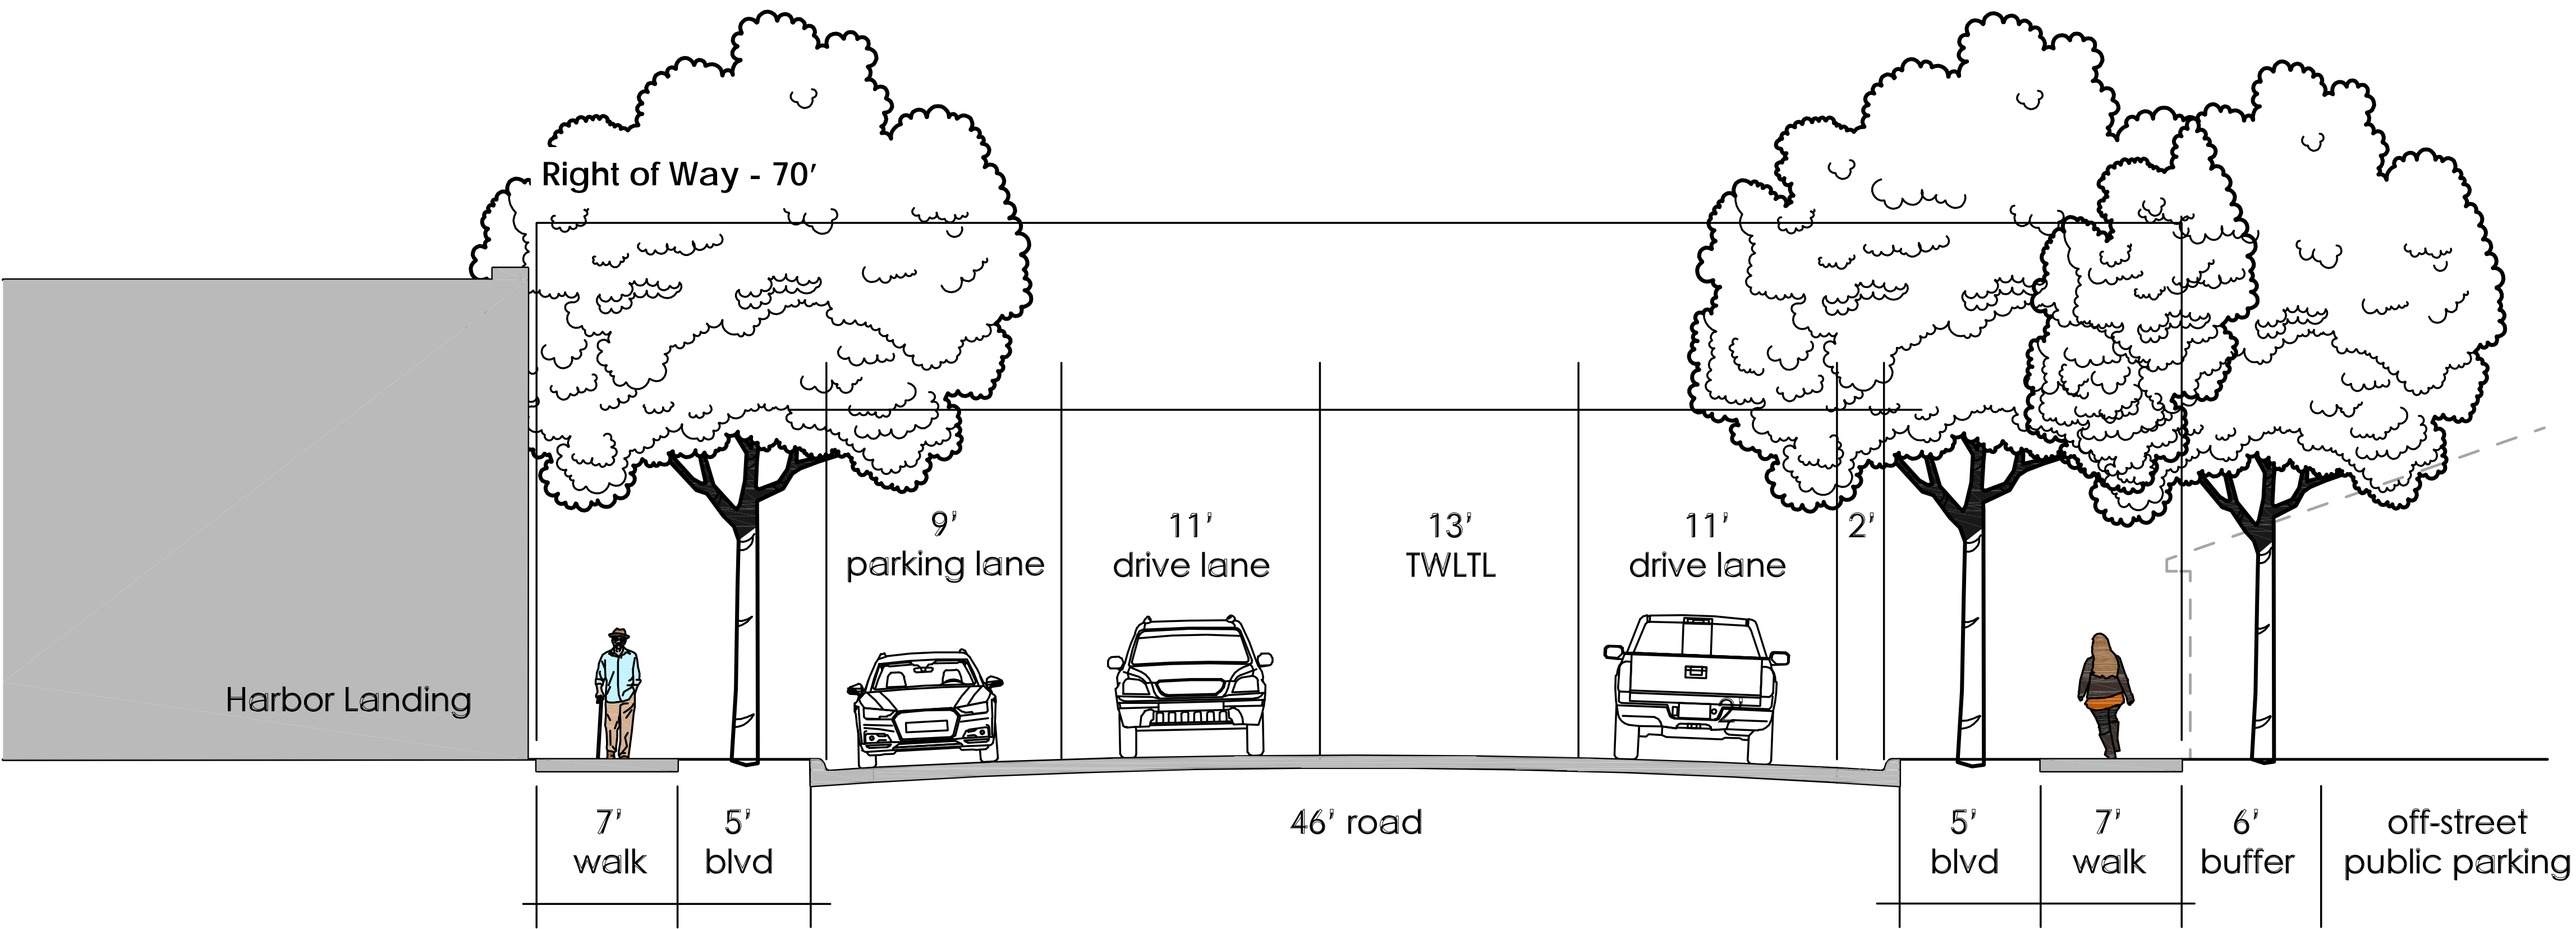 Right of Way - 70'
9'
parking lane
11'
drive lane
13'
TWLTL
11'
drive lane
2'
2'
Harbor Landing
7'
walk
5'
blvd
46' road
5'
blvd
7'
walk
6'
buffer
off-street
public parking